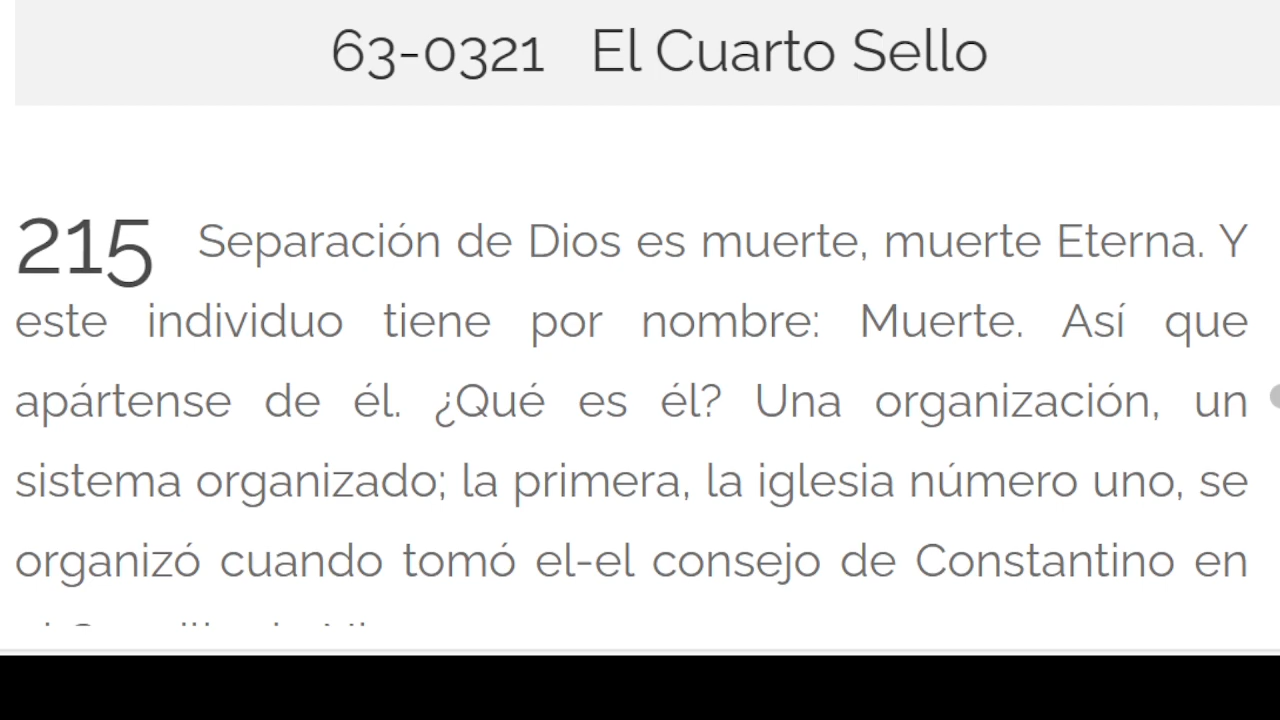 63-0321 El Cuarto Sello
215 Separación de Dios es muerte, muerte Eterna. Y
este individuo tiene por nombre: Muerte. Así que
apártense de él. ¿Qué es él? Una organización, un
sistema organizado; la primera, la iglesia número uno, se
organizó cuando tomó el-el consejo de Constantino en